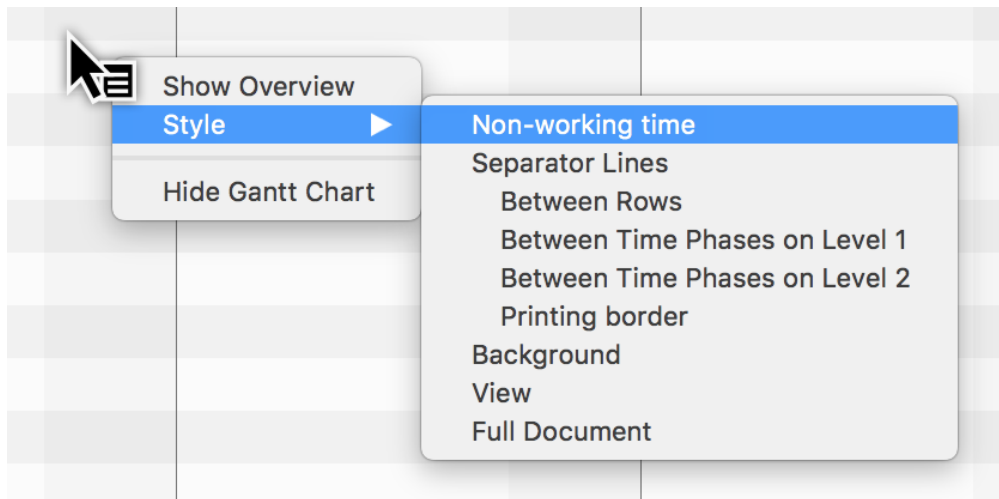 Show Overview
Style
Hide Gantt Chart
Non-working time
Separator Lines
Between Rows
Between Time Phases on Level 1
Between Time Phases on Level 2
Printing border
Background
View
Full Document